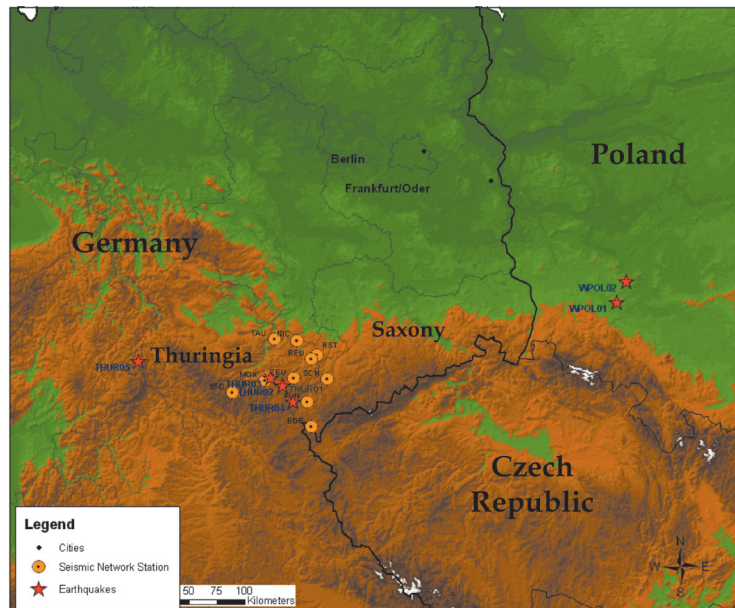 Poland
Berlin
Frankfurt/Oder
Germany
WPOL02
WPOL01
Saxony
TAU NIC
RST
REU
Thuringia
THUR05
THUR03
THUR01
THUR02
THUR04
Czech
Republic
Legend
Cities
Seismic Network Station
Earthquakes
50 75 100
Kilometers
N
W E
S